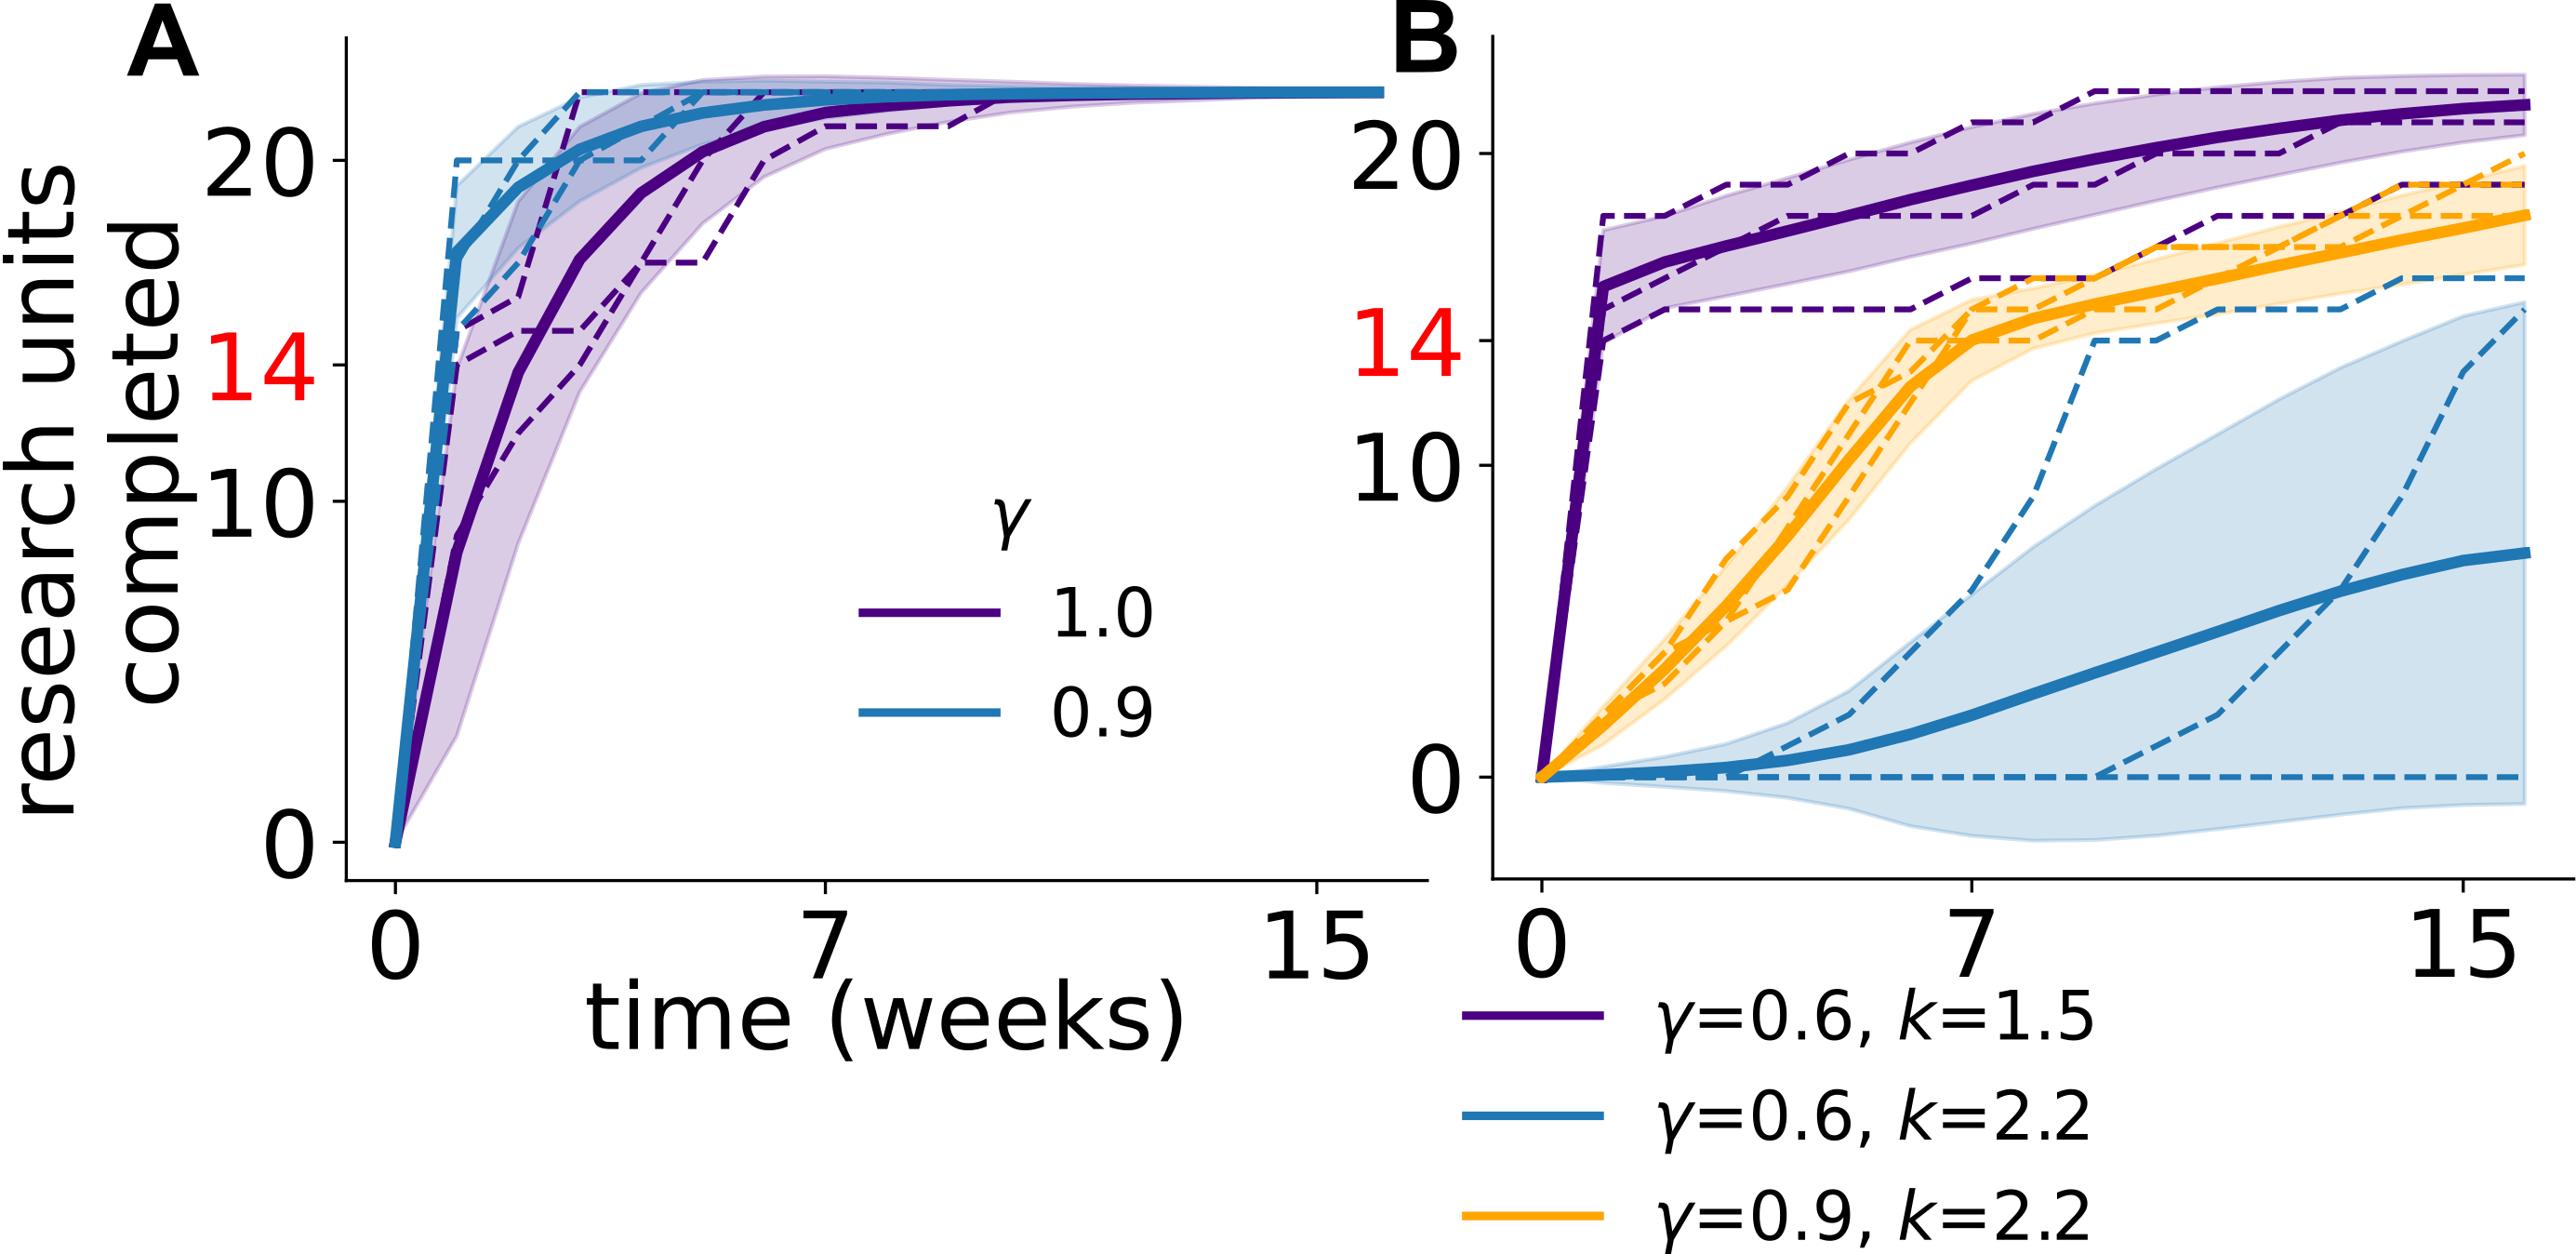 A
research units
completed
20
14
10
0
0
7
15
time (weeks)
γ
1.0
0.9
B
20
14
10
0
0
7
15
γ=0.6, k=1.5
γ=0.6, k=2.2
γ=0.9, k=2.2